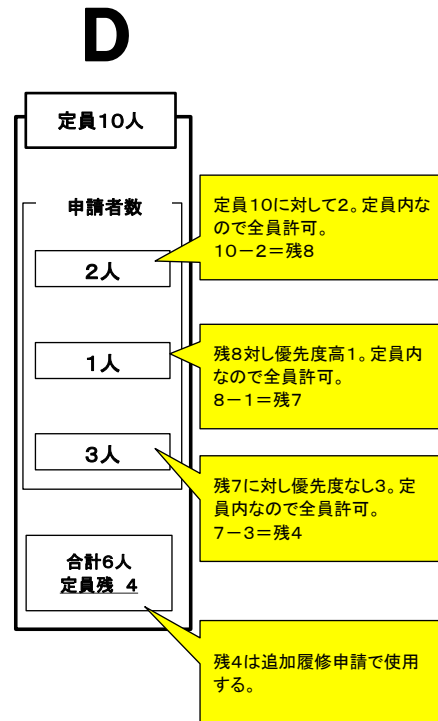 D
定員10人
申請者数
2人
定員10に対して2。定員内な
ので全員許可。
10－2＝残8
1人
残8対し優先度高1。定員内
なので全員許可。
8－1＝残7
3人
残7に対し優先度なし3。定
員内なので全員許可。
7－3＝残4
合計6人
定員残 4
残4は追加履修申請で使用
する。